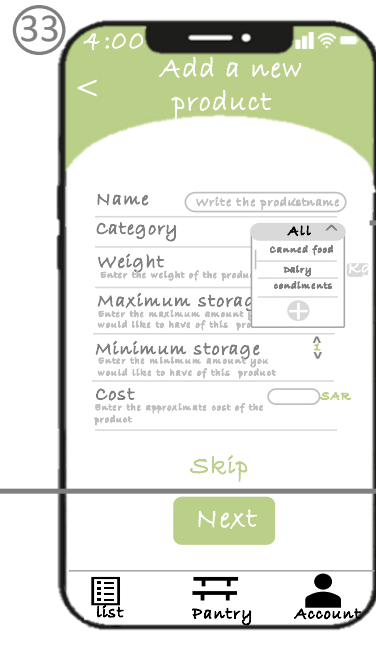 33
4:00
<
Add a new
product
Name
Write the productname
Category
All
Canned food
Dairy
condiments
Weight
Enter the weight of the produ
Kg
Maximum storag
Enter the maximum amount
would like to have of this pro
Minimum storage
Enter the minimum amount you
would like to have of this product
1
Cost
Enter the approximate cost of the
product
SAR
Skip
Next
list
Pantry
Account